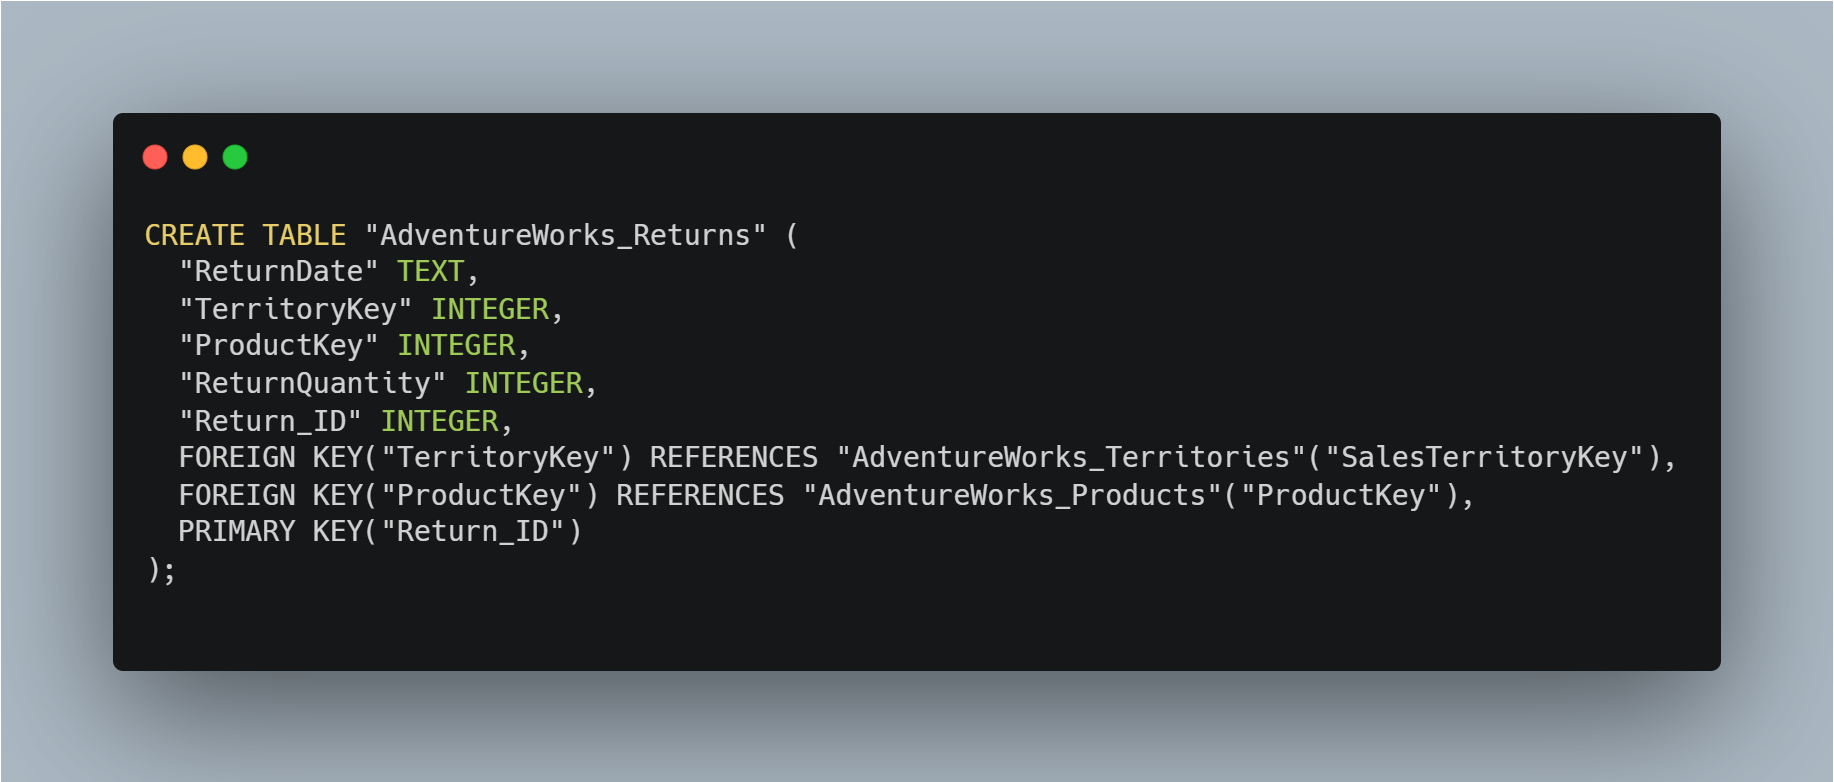 CREATE TABLE "AdventureWorks_Returns" (
  "ReturnDate" TEXT,
  "TerritoryKey" INTEGER,
  "ProductKey" INTEGER,
  "ReturnQuantity" INTEGER,
  "Return_ID" INTEGER,
  FOREIGN KEY("TerritoryKey") REFERENCES "AdventureWorks_Territories"("SalesTerritoryKey"),
  FOREIGN KEY("ProductKey") REFERENCES "AdventureWorks_Products"("ProductKey"),
  PRIMARY KEY("Return_ID")
);